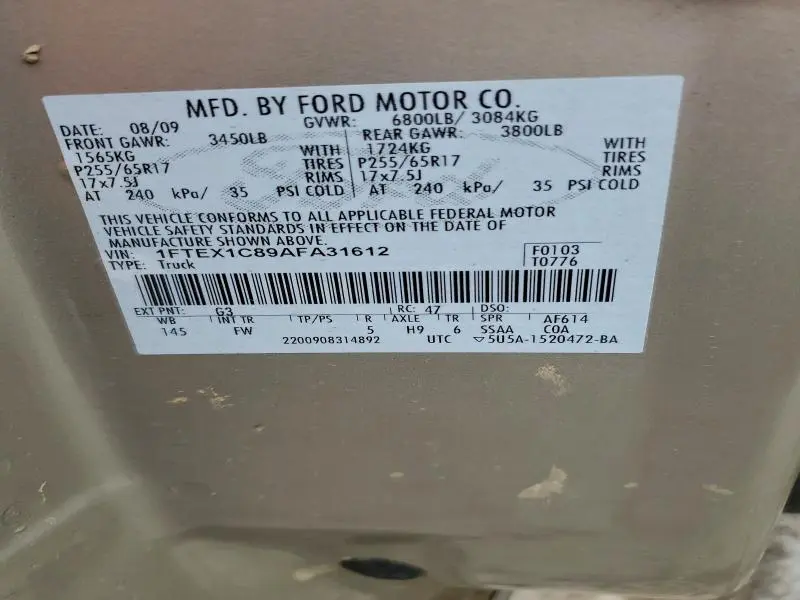 MFD. BY FORD MOTOR CO.
DATE: 08/09 GVWR: 6800LB/ 3084KG
FRONT GAWR: 3450LB REAR GAWR: 3800LB
1565KG WITH 1724KG WITH
P255/65R17 TIRES P255/65R17 TIRES
17x7.5J RIMS 17x7.5J RIMS
AT 240 kPa/ 35 PSI COLD AT 240 kPa/ 35 PSI COLD
THIS VEHICLE CONFORMS TO ALL APPLICABLE FEDERAL MOTOR
VEHICLE SAFETY STANDARDS IN EFFECT ON THE DATE OF
MANUFACTURE SHOWN ABOVE.
VIN: 1FTEX1C89AFA31612 F0103
TYPE: Truck T0776
EXT PNT: G3 RC: 47 DSO:
WB INT TR TP/PS R AXLE TR SPR AF614
145 FW 5 H9 6 SSAA COA
2200908314892 UTC ▽5U5A-1520472-BA